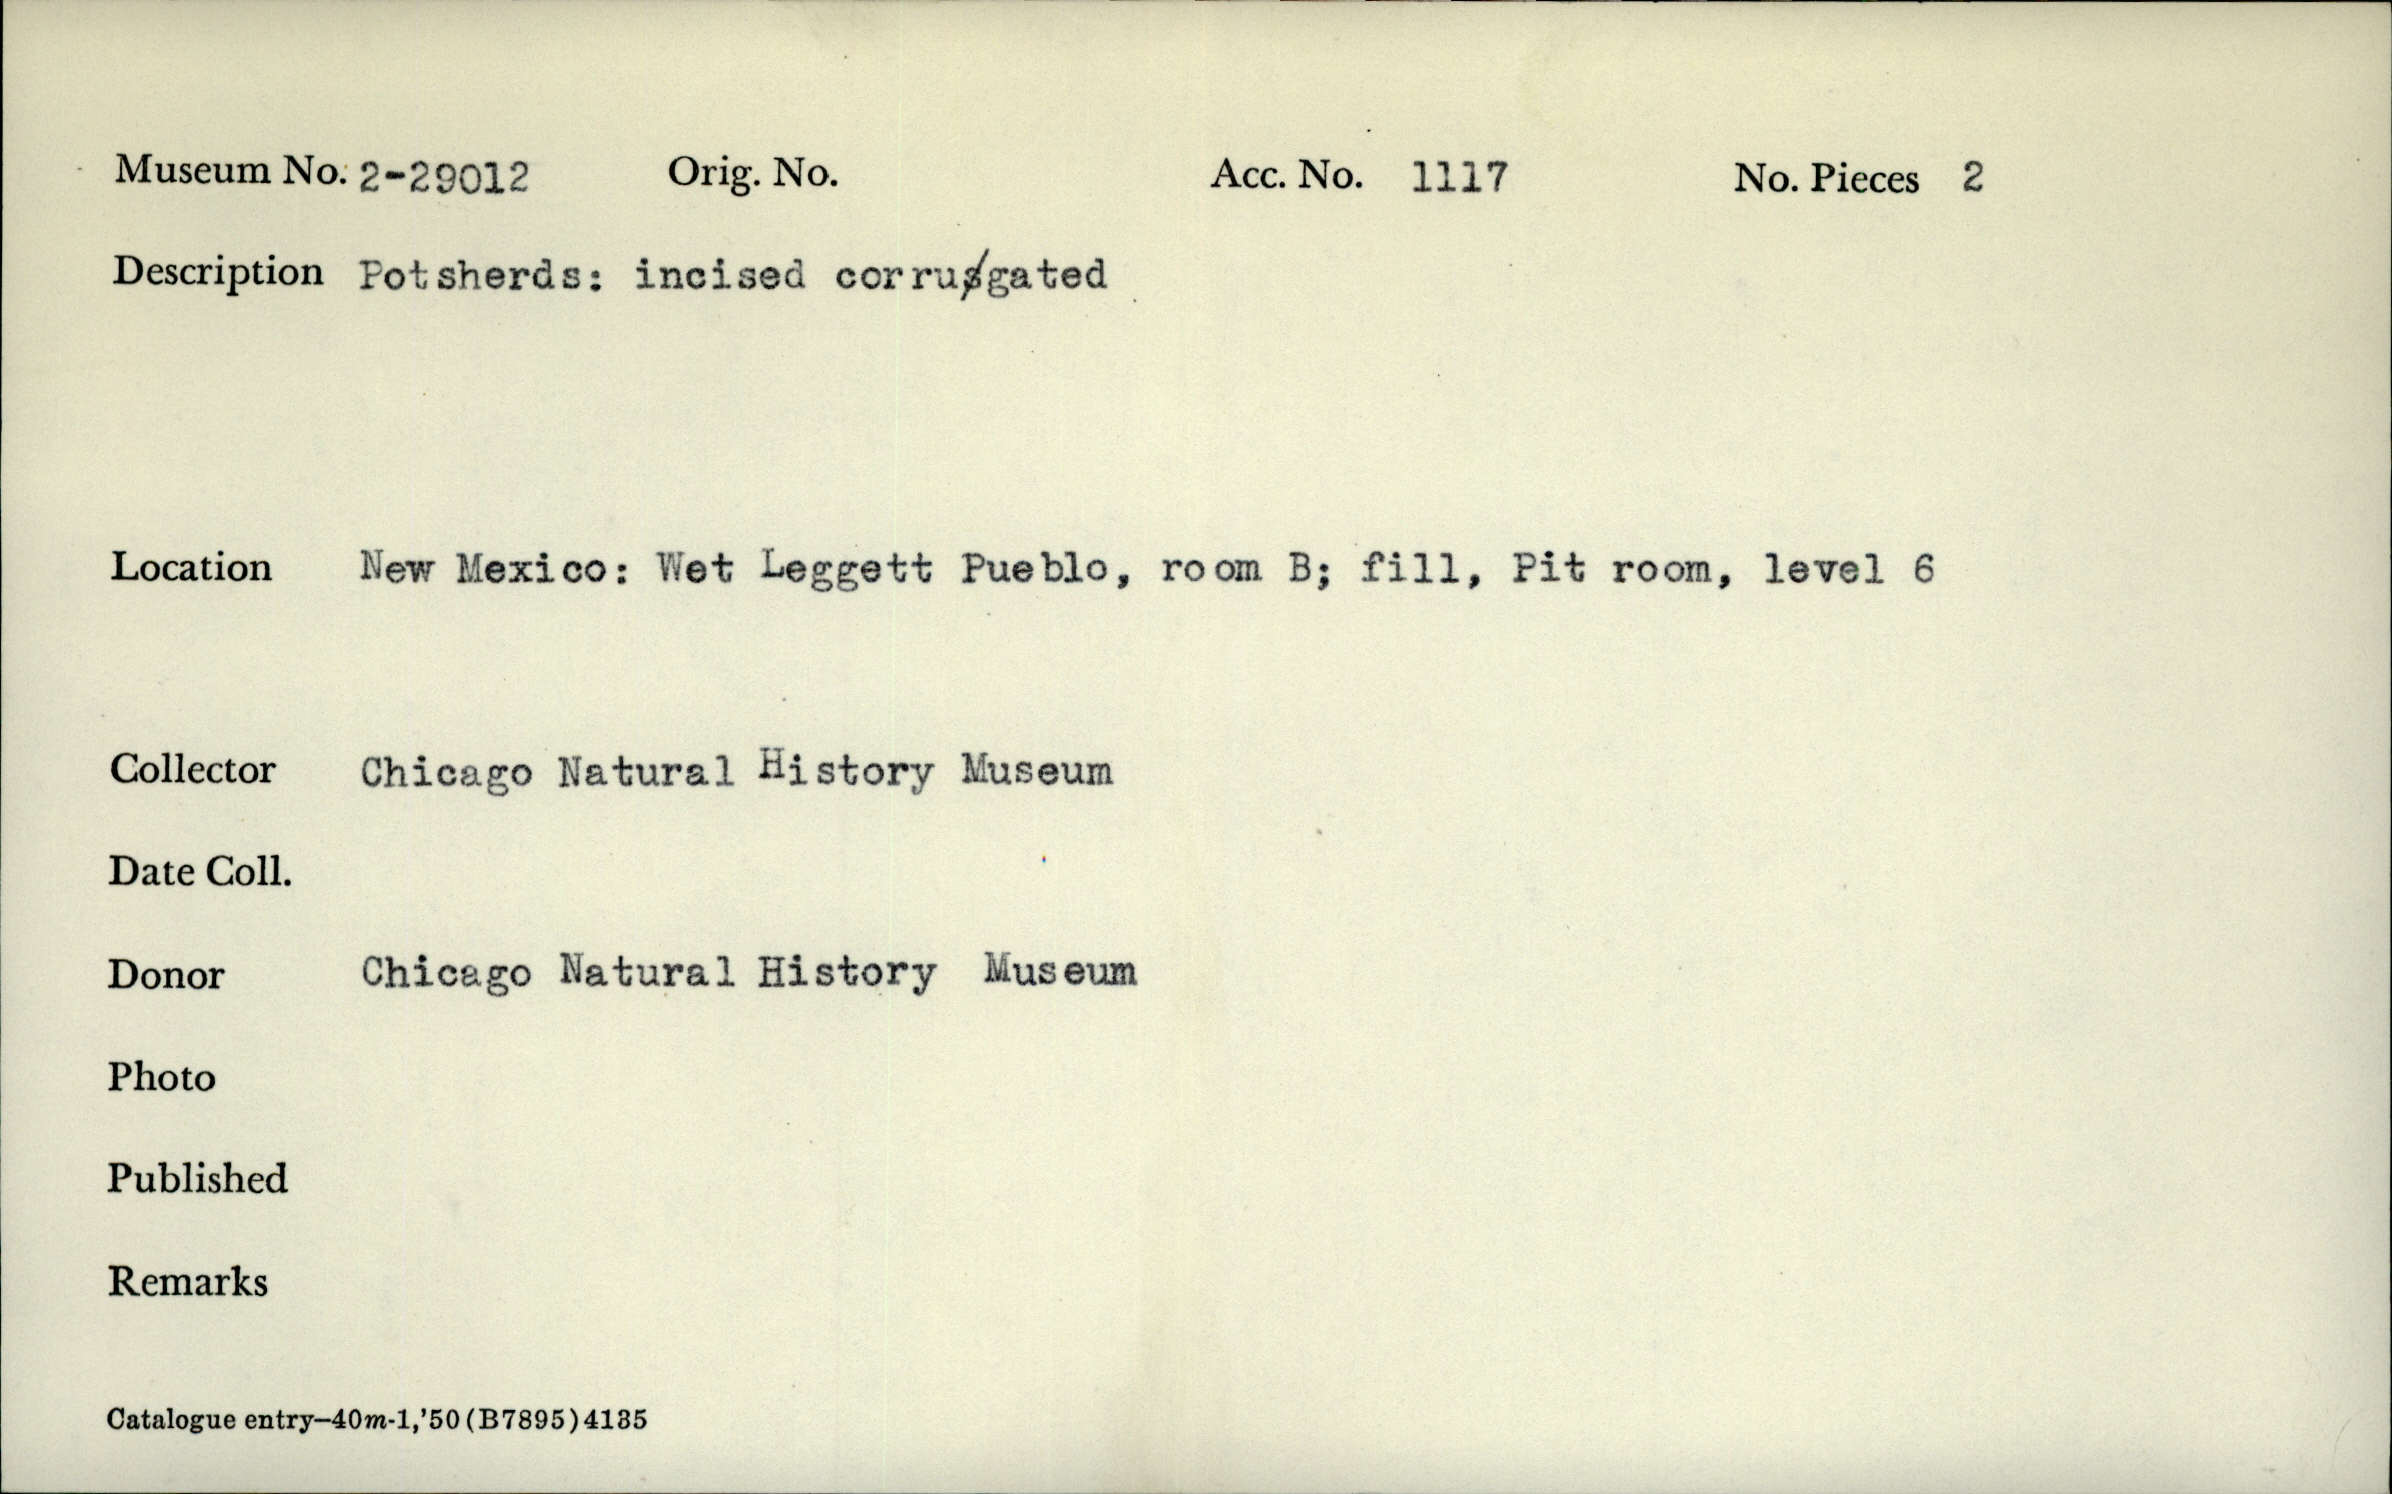 Museum No. 2-29012 Orig. No. Acc. No. 1117 No. Pieces 2
Description Potsherds: incised corrugated
Location New Mexico: Wet Leggett Pueblo, room B; fill, Pit room, level 6
Collector Chicago Natural History Museum
Date Coll.
Donor Chicago Natural History Museum
Photo
Published
Remarks
Catalogue entry–40m-1,'50(B7895)4135